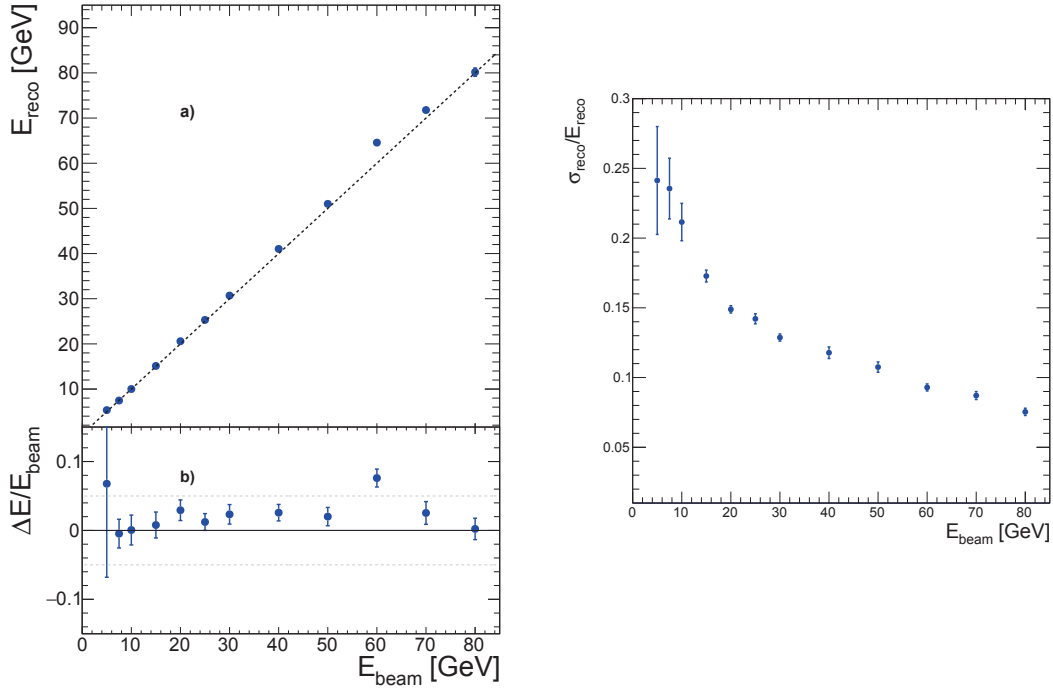 E_reco [GeV]
90
80
70
60
50
40
30
20
10
a)
ΔE/E_beam
0.1
0
−0.1
b)
0 10 20 30 40 50 60 70 80
E_beam [GeV]
σ_reco/E_reco
0.3
0.25
0.2
0.15
0.1
0.05
0 10 20 30 40 50 60 70 80
E_beam [GeV]